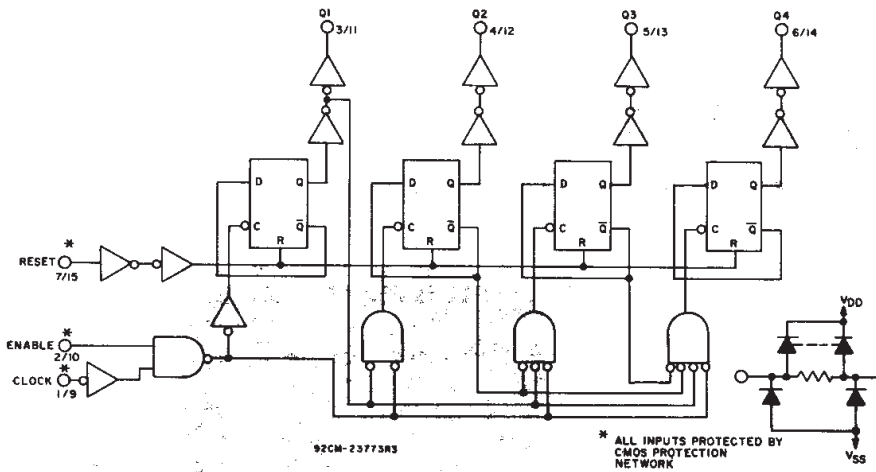 Q1 Q2 Q3 Q4
3/11 4/12 5/13 6/14
D Q D Q D Q D Q
C Q̅ C Q̅ C Q̅ C Q̅
R R R R
*
RESET
7/15
*
ENABLE
2/10
*
CLOCK
1/9
VDD
VSS
92CM-23773R3
* ALL INPUTS PROTECTED BY
CMOS PROTECTION
NETWORK